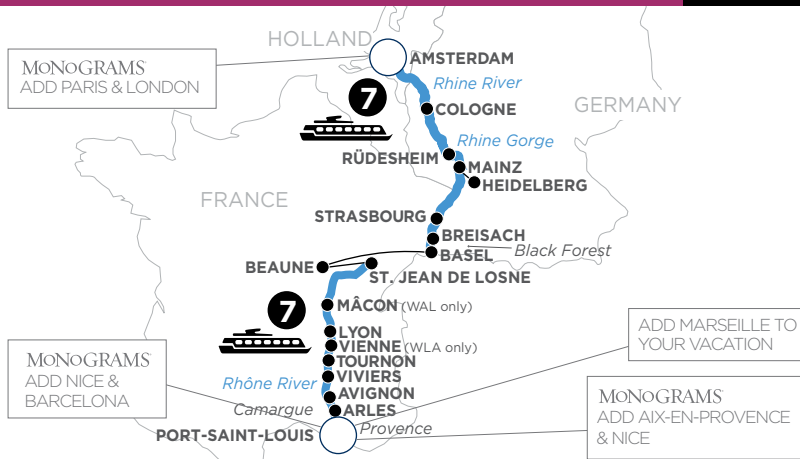 HOLLAND
MONOGRAMS
ADD PARIS & LONDON
AMSTERDAM
Rhine River
7
COLOGNE
GERMANY
Rhine Gorge
RÜDESHEIM
MAINZ
HEIDELBERG
FRANCE
STRASBOURG
BREISACH
Black Forest
BASEL
BEAUNE
ST. JEAN DE LOSNE
7
MÂCON (WAL only)
LYON
VIENNE (WLA only)
TOURNON
VIVIERS
Rhône River
AVIGNON
Camargue
ARLES
Provence
PORT-SAINT-LOUIS
MONOGRAMS
ADD NICE &
BARCELONA
ADD MARSEILLE TO
YOUR VACATION
MONOGRAMS
ADD AIX-EN-PROVENCE
& NICE